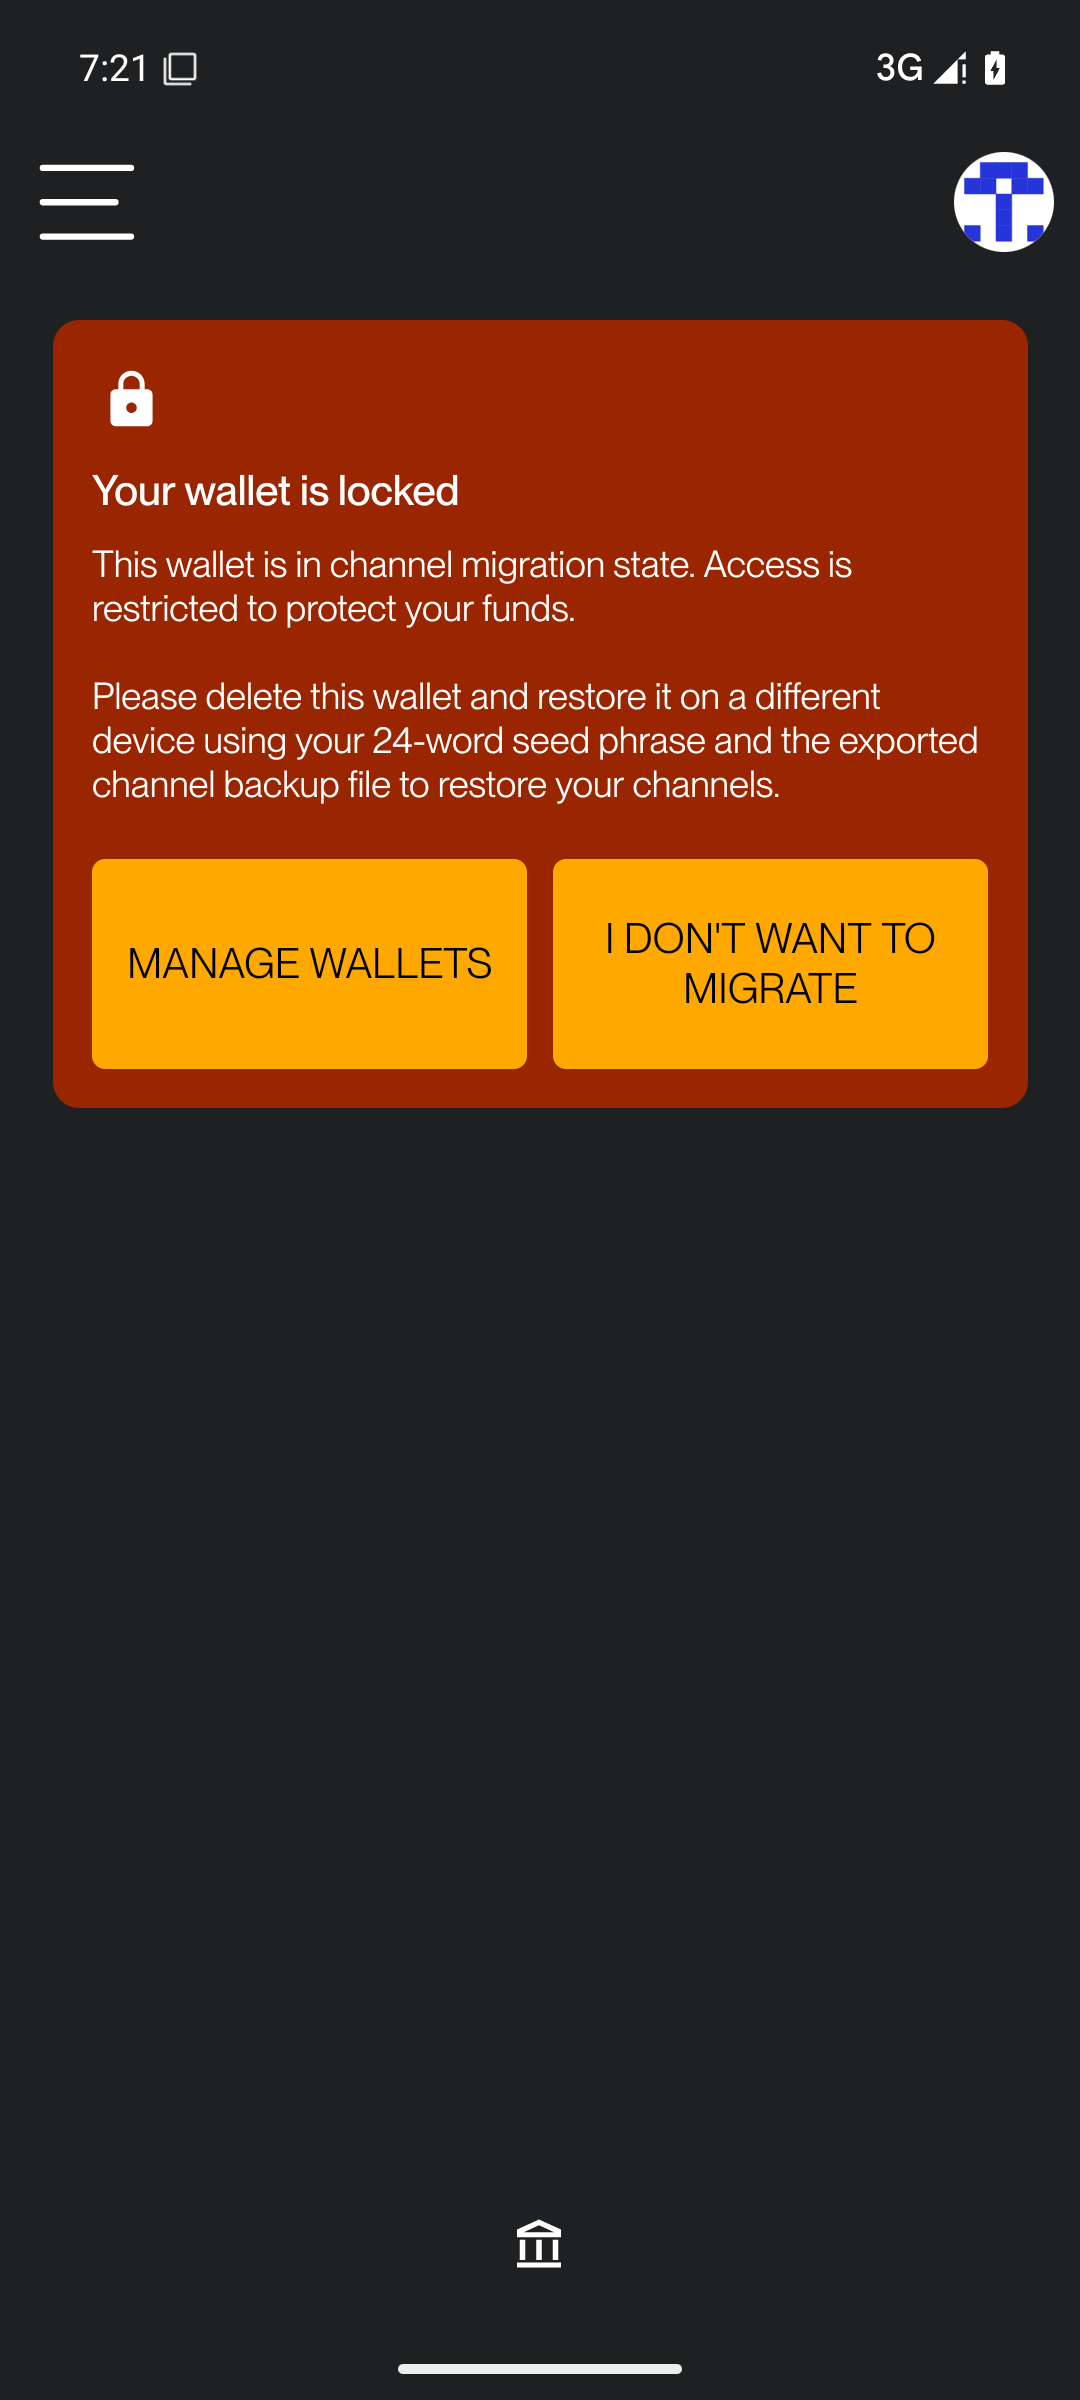 7:21
3G
Your wallet is locked
This wallet is in channel migration state. Access is
restricted to protect your funds.
Please delete this wallet and restore it on a different
device using your 24-word seed phrase and the exported
channel backup file to restore your channels.
MANAGE WALLETS
I DON'T WANT TO
MIGRATE